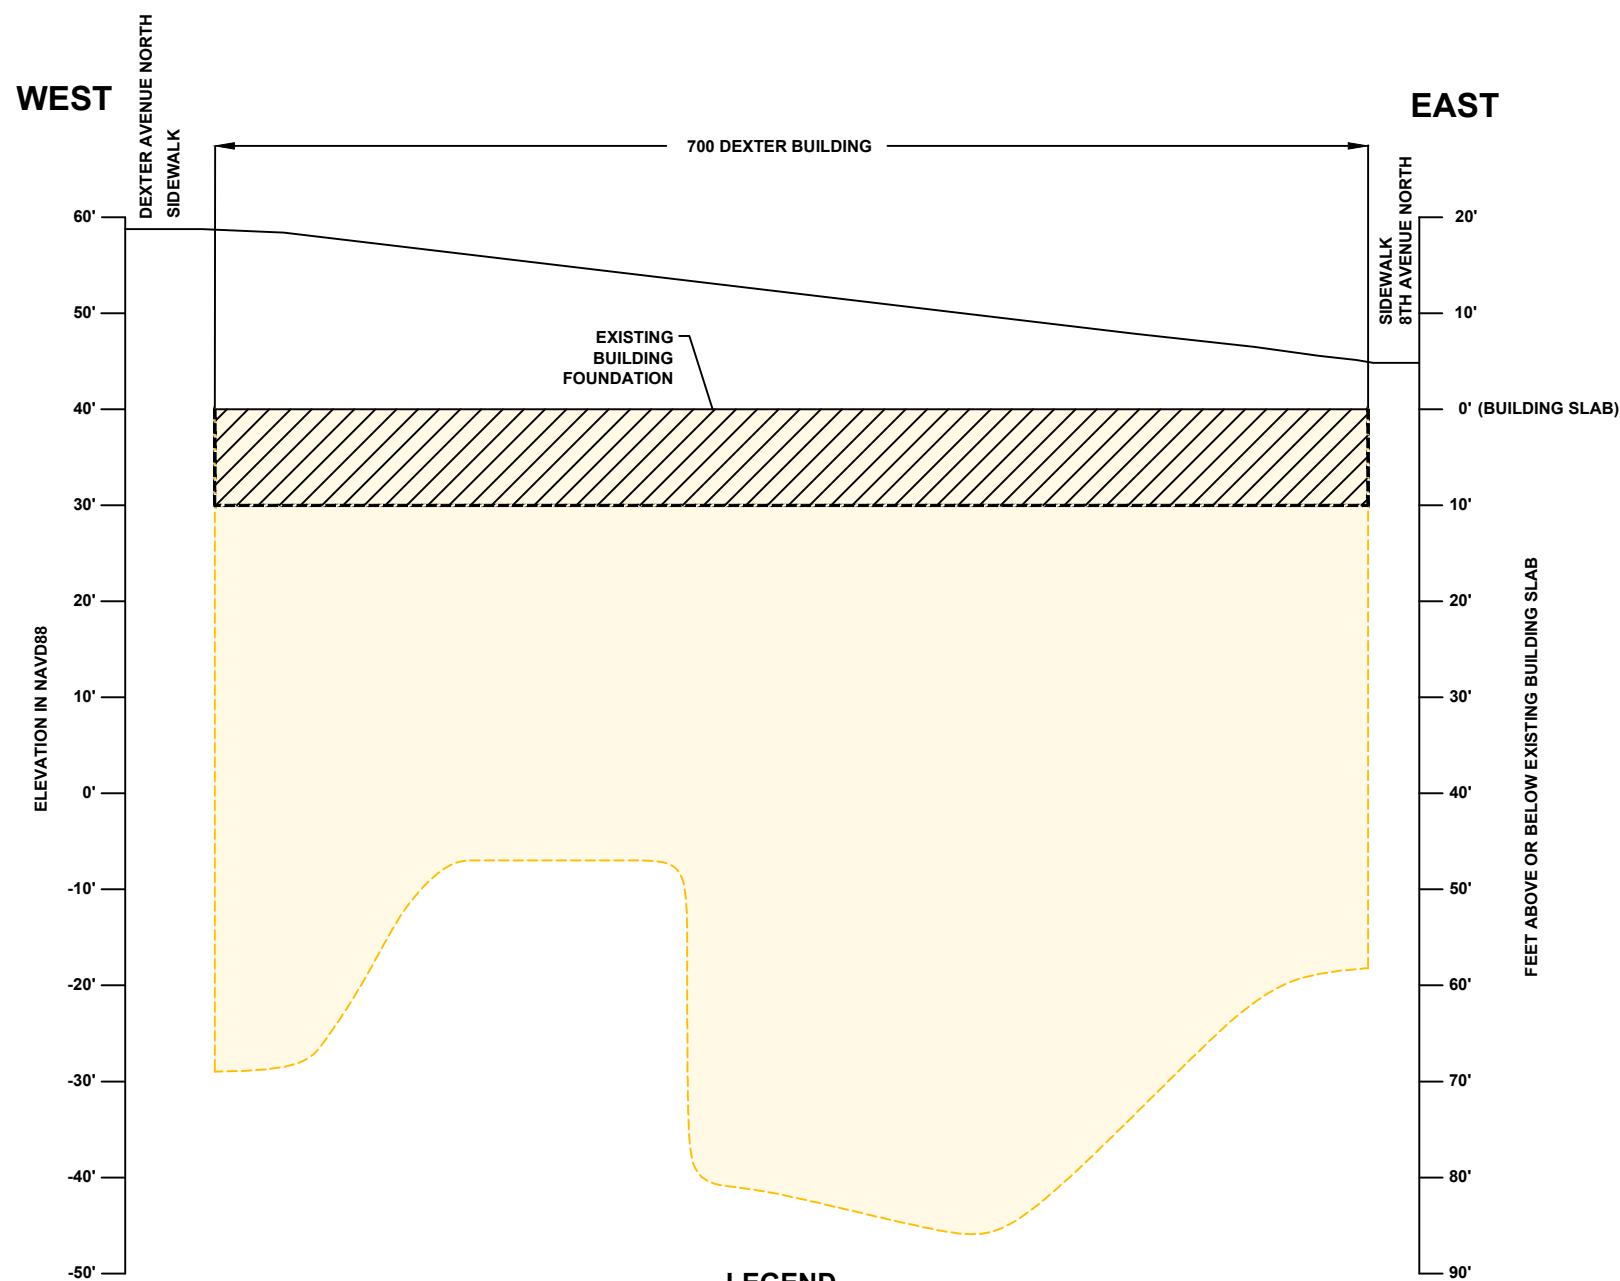 WEST
DEXTER AVENUE NORTH
SIDEWALK
EAST
700 DEXTER BUILDING
SIDEWALK
8TH AVENUE NORTH
60'
50'
40'
30'
20'
10'
0'
-10'
-20'
-30'
-40'
-50'
ELEVATION IN NAVD88
EXISTING
BUILDING
FOUNDATION
20'
10'
0' (BUILDING SLAB)
10'
20'
30'
40'
50'
60'
70'
80'
90'
FEET ABOVE OR BELOW EXISTING BUILDING SLAB
LEGEND